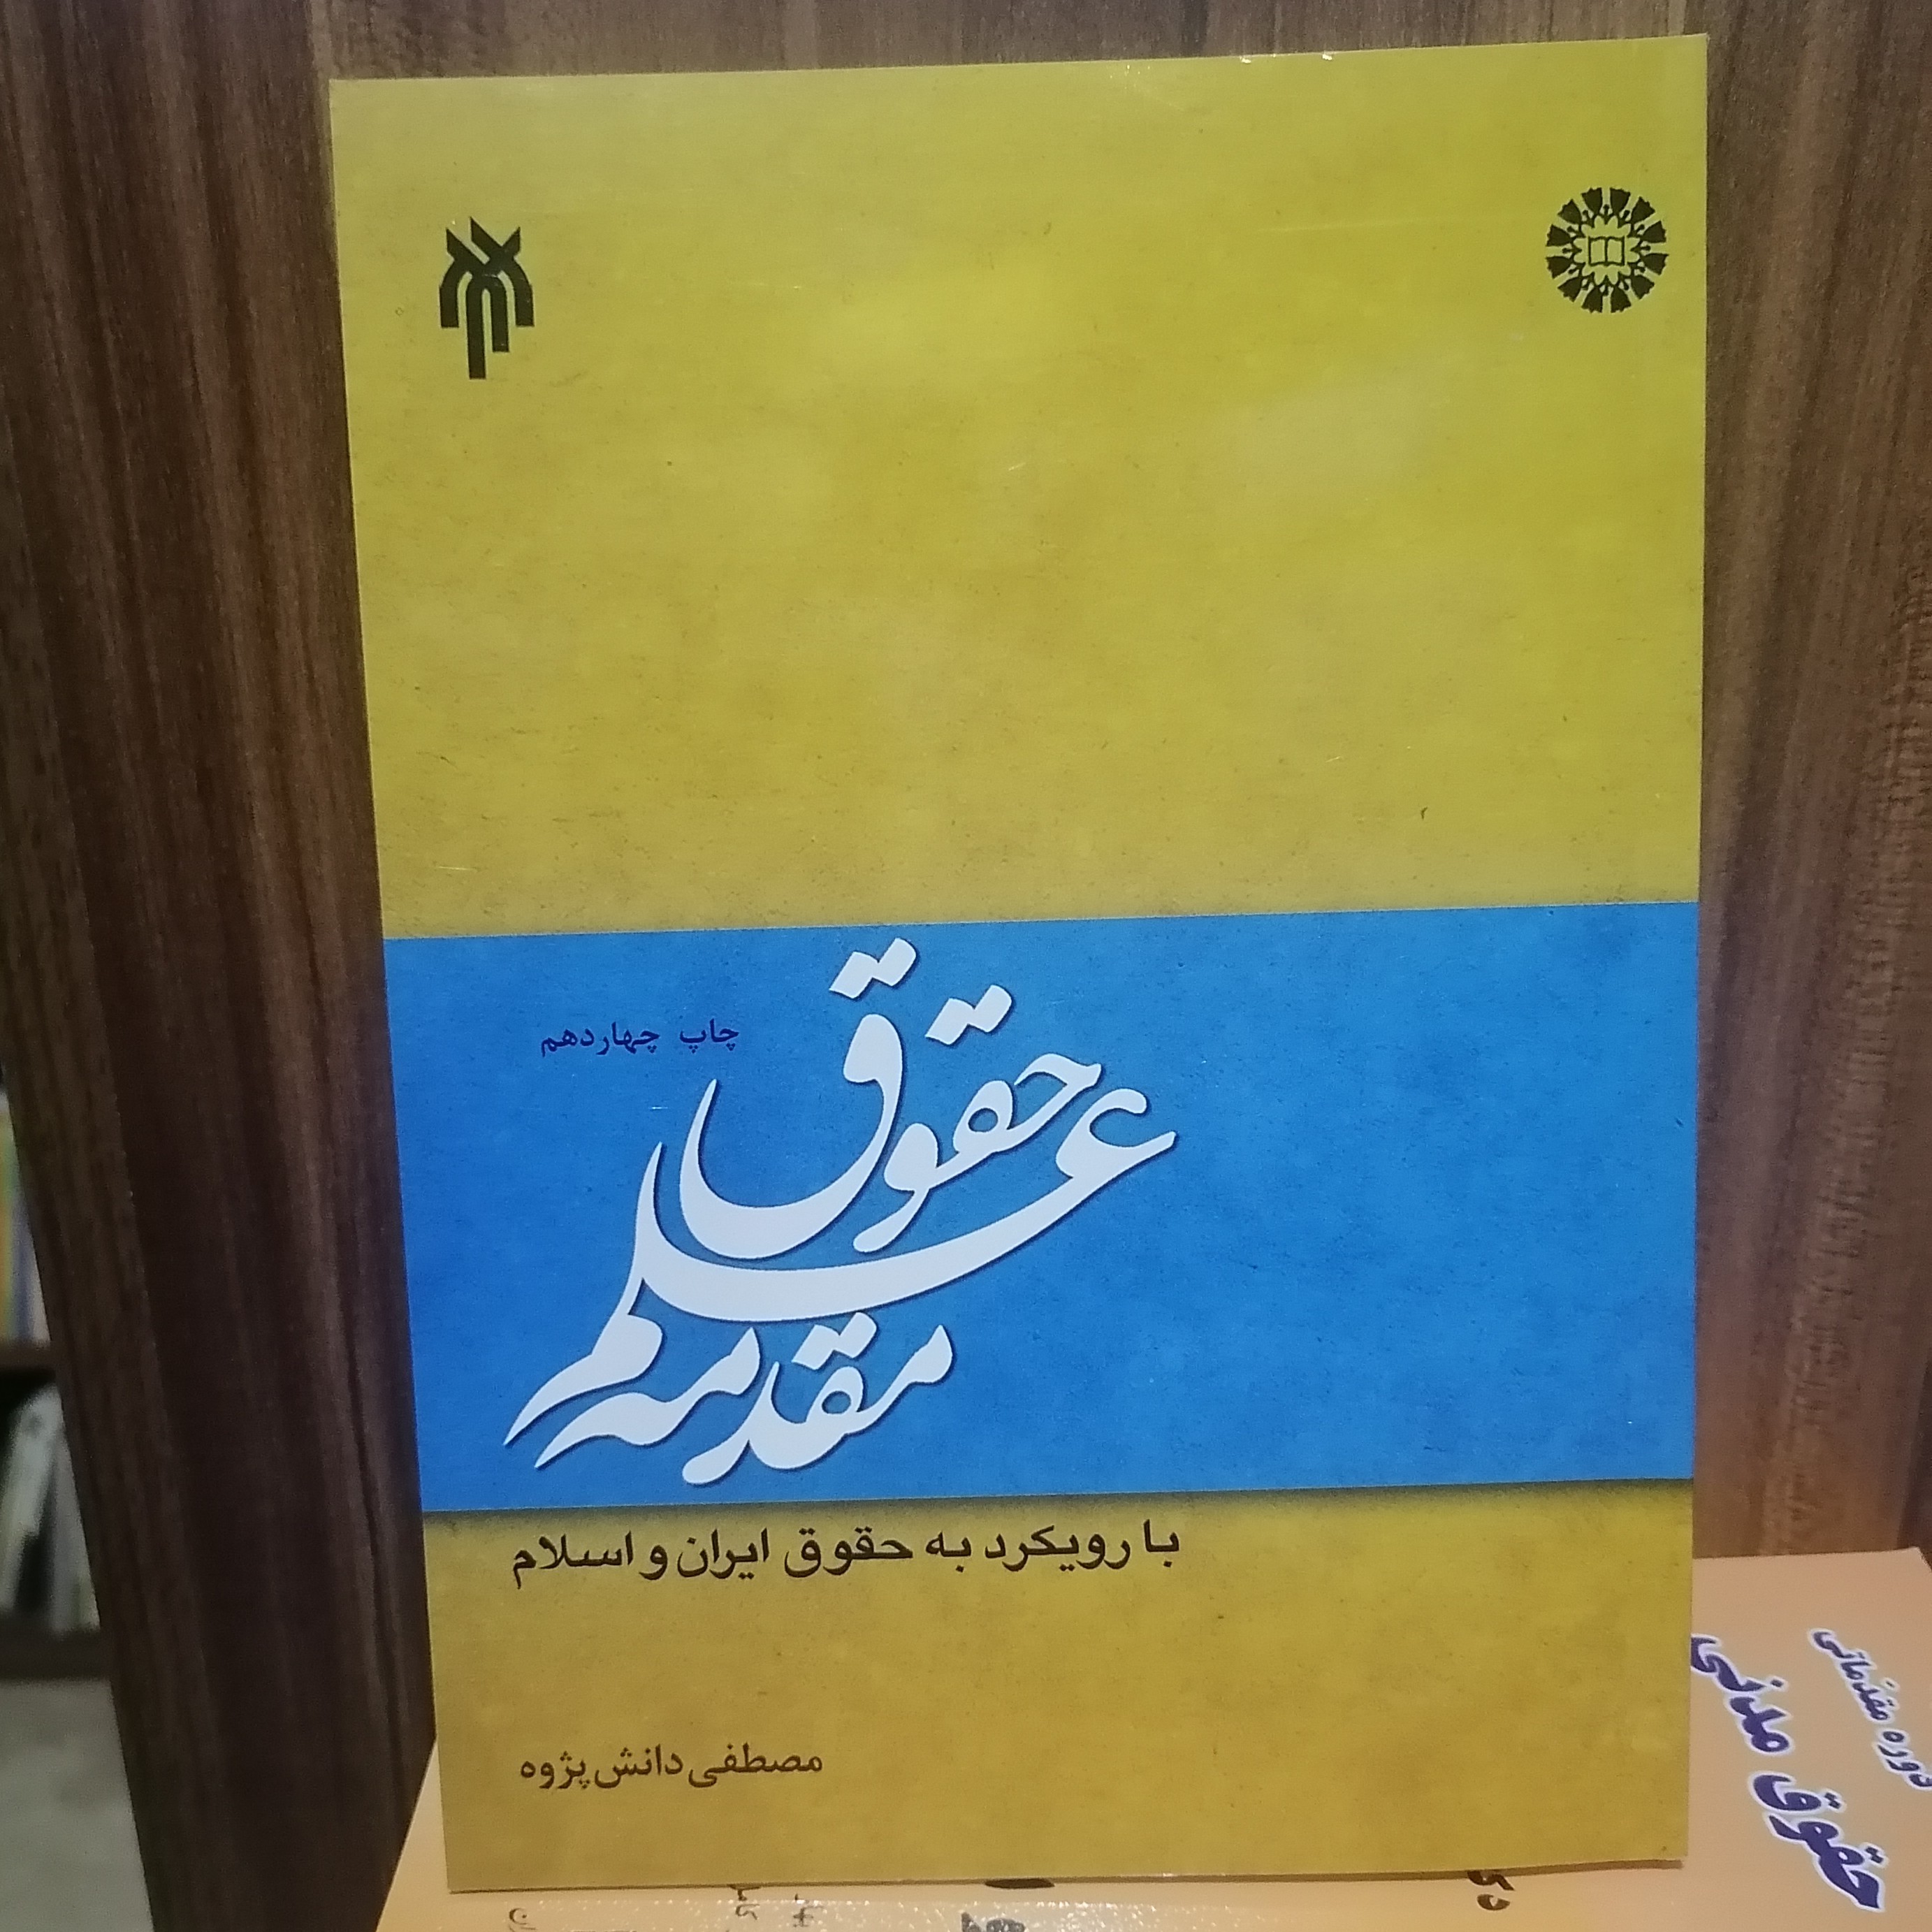 چاپ چهاردهم
مقدمه علم حقوق
با رویکرد به حقوق ایران و اسلام
مصطفی دانش‌پژوه
دوره مقدماتی
حقوق مدنی